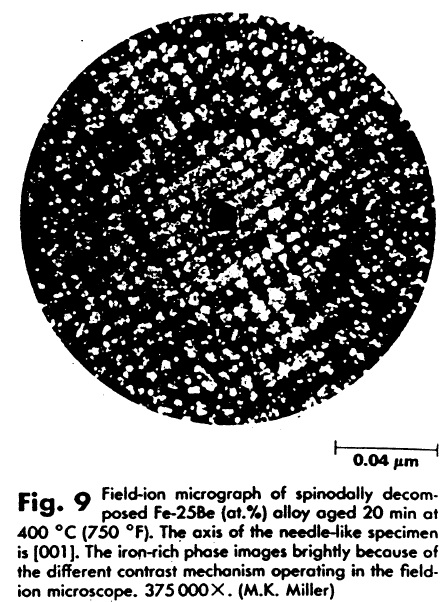 0.04 μm
Fig. 9 Field-ion micrograph of spinodally decom-
posed Fe-25Be (at.%) alloy aged 20 min at
400 °C (750 °F). The axis of the needle-like specimen
is [001]. The iron-rich phase images brightly because of
the different contrast mechanism operating in the field-
ion microscope. 375 000×. (M.K. Miller)